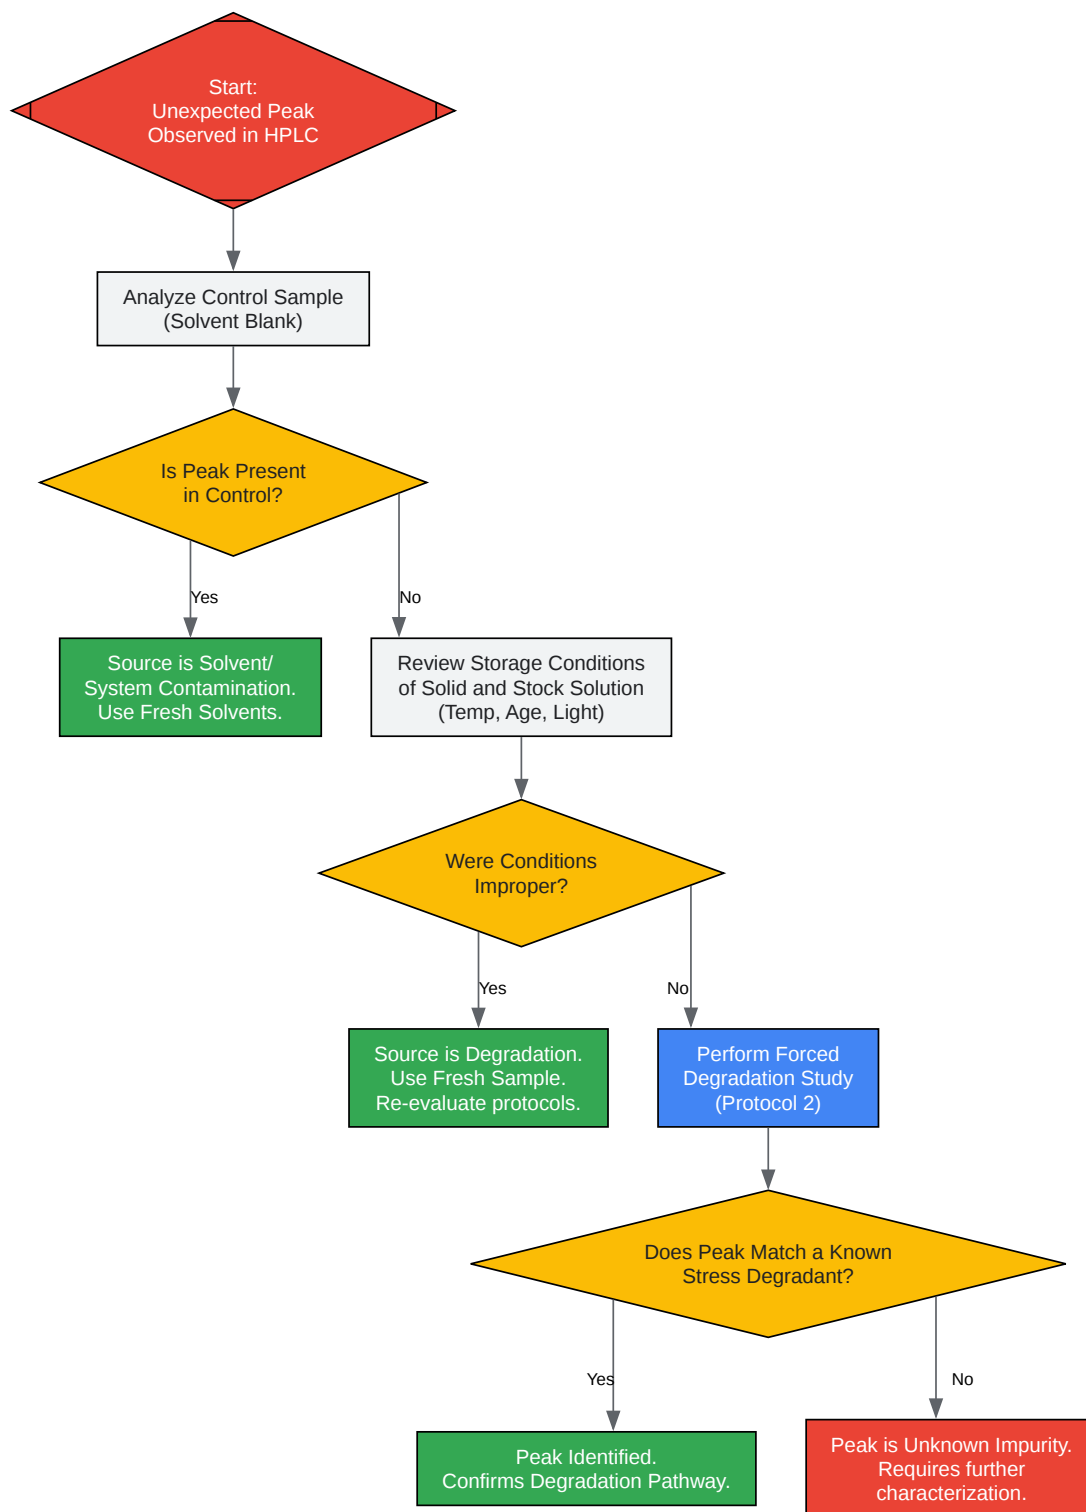 Start:
Unexpected Peak
Observed in HPLC
Analyze Control Sample
(Solvent Blank)
Is Peak Present
in Control?
Yes
No
Source is Solvent/
System Contamination.
Use Fresh Solvents.
Review Storage Conditions
of Solid and Stock Solution
(Temp, Age, Light)
Were Conditions
Improper?
Yes
No
Source is Degradation.
Use Fresh Sample.
Re-evaluate protocols.
Perform Forced
Degradation Study
(Protocol 2)
Does Peak Match a Known
Stress Degradant?
Yes
No
Peak Identified.
Confirms Degradation Pathway.
Peak is Unknown Impurity.
Requires further
characterization.